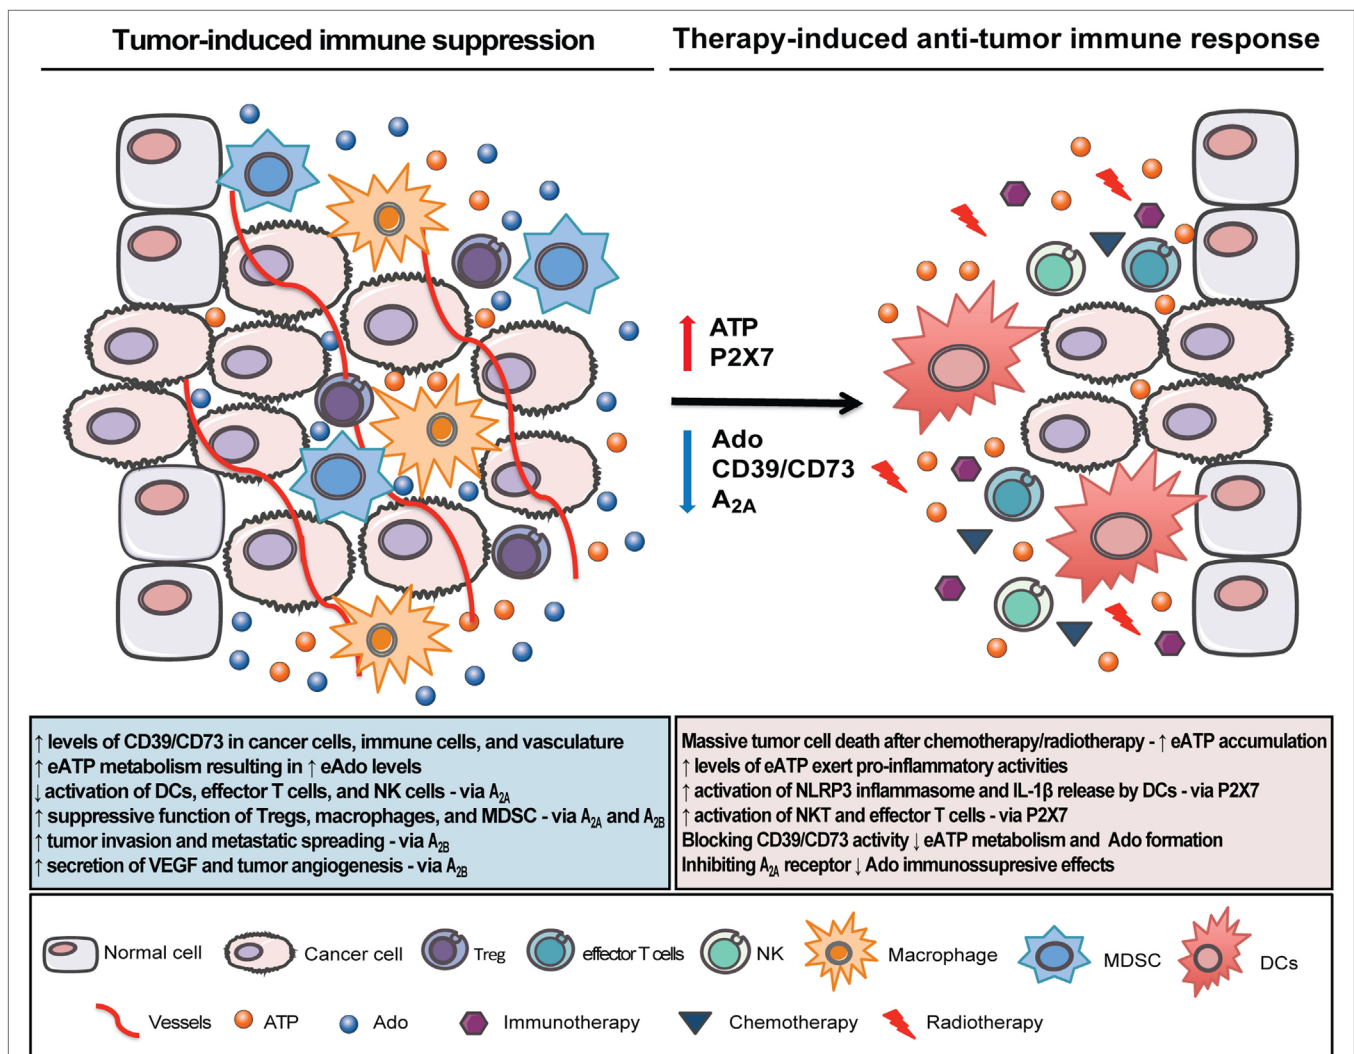 Tumor-induced immune suppression
Therapy-induced anti-tumor immune response
↑ ATP
P2X7
↓ Ado
CD39/CD73
A2A
↑ levels of CD39/CD73 in cancer cells, immune cells, and vasculature
↑ eATP metabolism resulting in ↑ eAdo levels
↓ activation of DCs, effector T cells, and NK cells - via A2A
↑ suppressive function of Tregs, macrophages, and MDSC - via A2A and A2B
↑ tumor invasion and metastatic spreading - via A2B
↑ secretion of VEGF and tumor angiogenesis - via A2B
Massive tumor cell death after chemotherapy/radiotherapy - ↑ eATP accumulation
↑ levels of eATP exert pro-inflammatory activities
↑ activation of NLRP3 inflammasome and IL-1β release by DCs - via P2X7
↑ activation of NKT and effector T cells - via P2X7
Blocking CD39/CD73 activity ↓ eATP metabolism and Ado formation
Inhibiting A2A receptor ↓ Ado immunossupresive effects
Normal cell
Cancer cell
Treg
effector T cells
NK
Macrophage
MDSC
DCs
Vessels
ATP
Ado
Immunotherapy
Chemotherapy
Radiotherapy